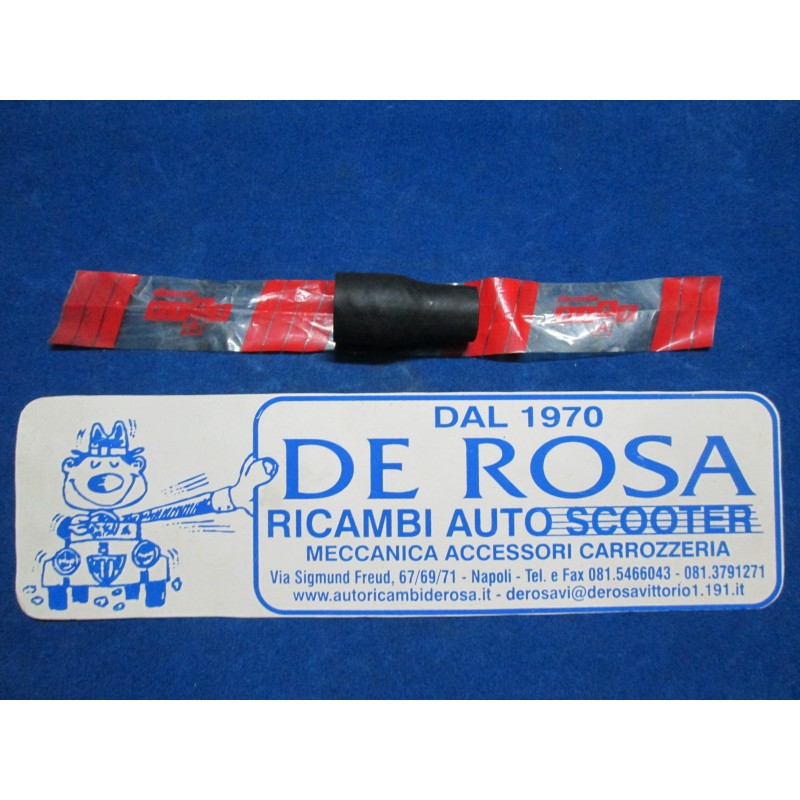 DAL 1970
DE ROSA
RICAMBI AUTO SCOOTER
MECCANICA ACCESSORI CARROZZERIA
Via Sigmund Freud, 67/69/71 - Napoli - Tel. e Fax 081.5466043 - 081.3791271
www.autoricambiderosa.it - derosavi@derosavittorio1.191.it